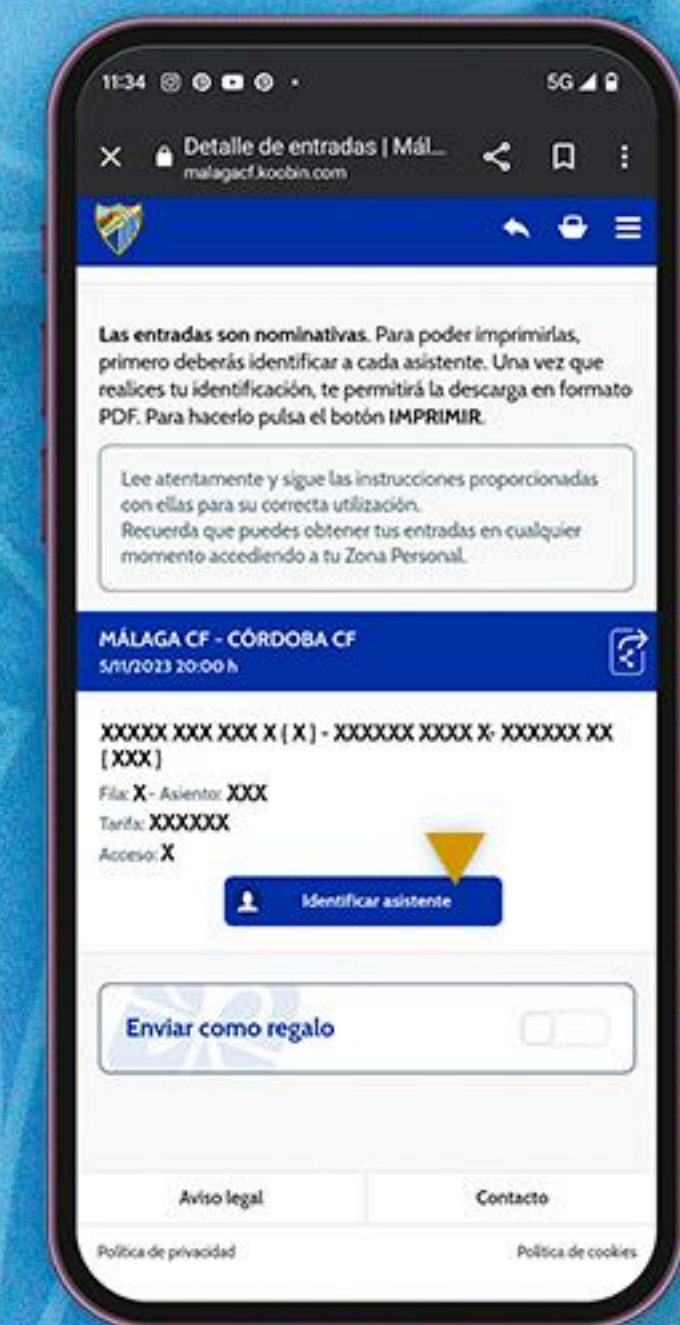 11:34
5G
Detalle de entradas | Mál...
malagacf.koobin.com
Las entradas son nominativas. Para poder imprimirlas,
primero deberás identificar a cada asistente. Una vez que
realices tu identificación, te permitirá la descarga en formato
PDF. Para hacerlo pulsa el botón IMPRIMIR.
Lee atentamente y sigue las instrucciones proporcionadas
con ellas para su correcta utilización.
Recuerda que puedes obtener tus entradas en cualquier
momento accediendo a tu Zona Personal.
MÁLAGA CF - CÓRDOBA CF
5/11/2023 20:00 h
XXXXX XXX XXX X ( X ) - XXXXXX XXXX X- XXXXXX XX
( XXX )
Fila: X - Asiento: XXX
Tarifa: XXXXXX
Acceso: X
Identificar asistente
Enviar como regalo
Aviso legal
Contacto
Política de privacidad
Política de cookies